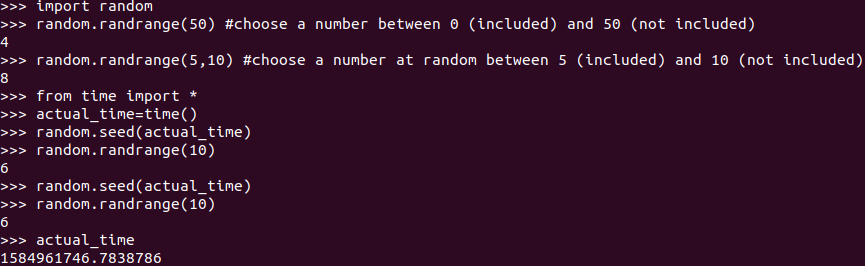 >>> import random
>>> random.randrange(50) #choose a number between 0 (included) and 50 (not included)
4
>>> random.randrange(5,10) #choose a number at random between 5 (included) and 10 (not included)
8
>>> from time import *
>>> actual_time=time()
>>> random.seed(actual_time)
>>> random.randrange(10)
6
>>> random.seed(actual_time)
>>> random.randrange(10)
6
>>> actual_time
1584961746.7838786